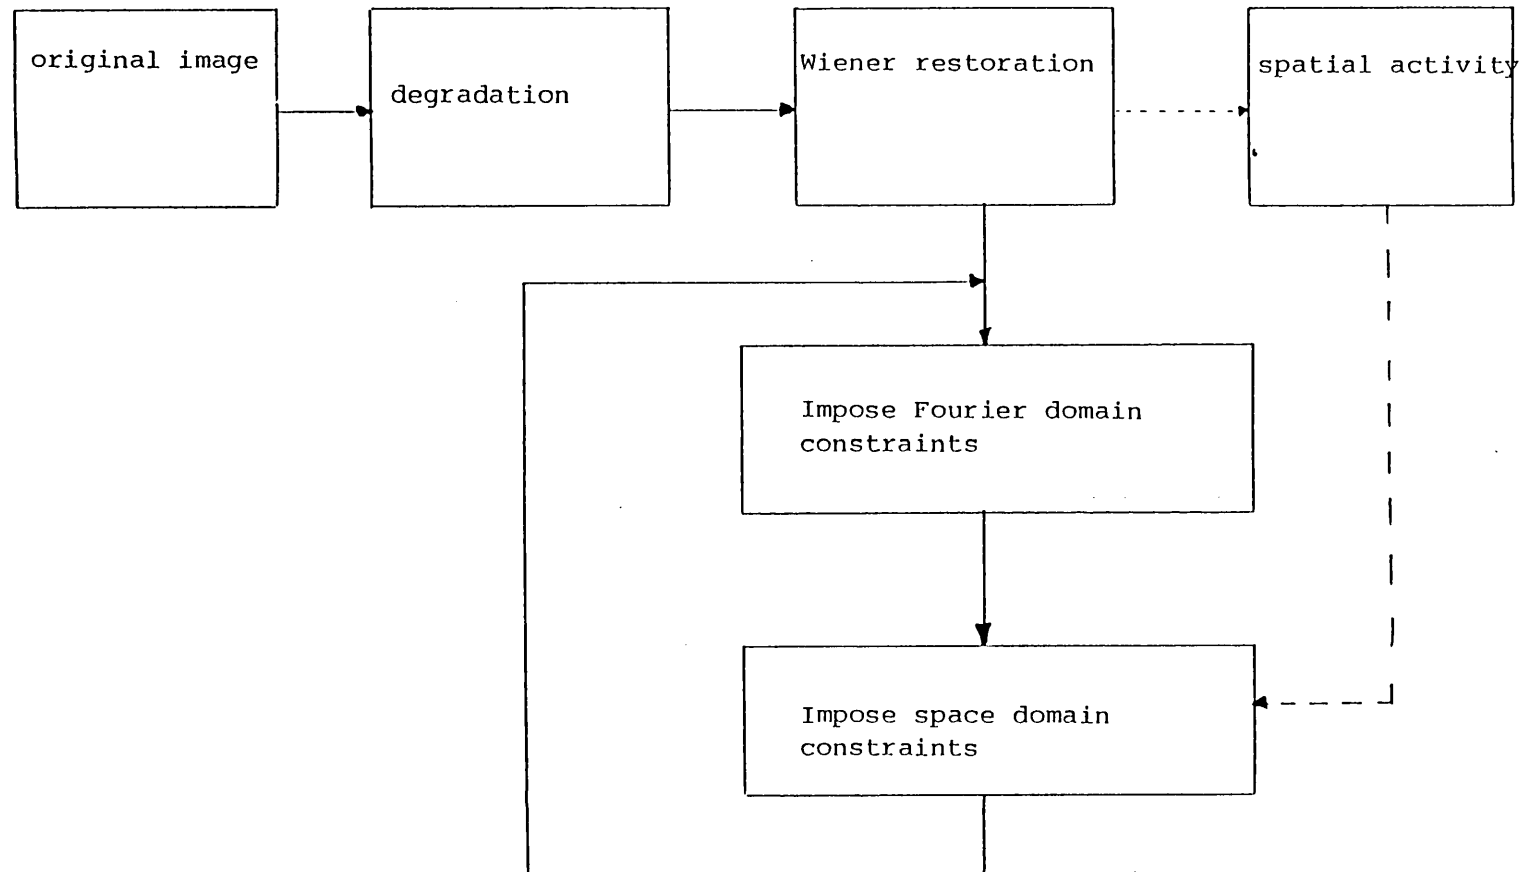 original image
degradation
Wiener restoration
spatial activity
Impose Fourier domain
constraints
Impose space domain
constraints